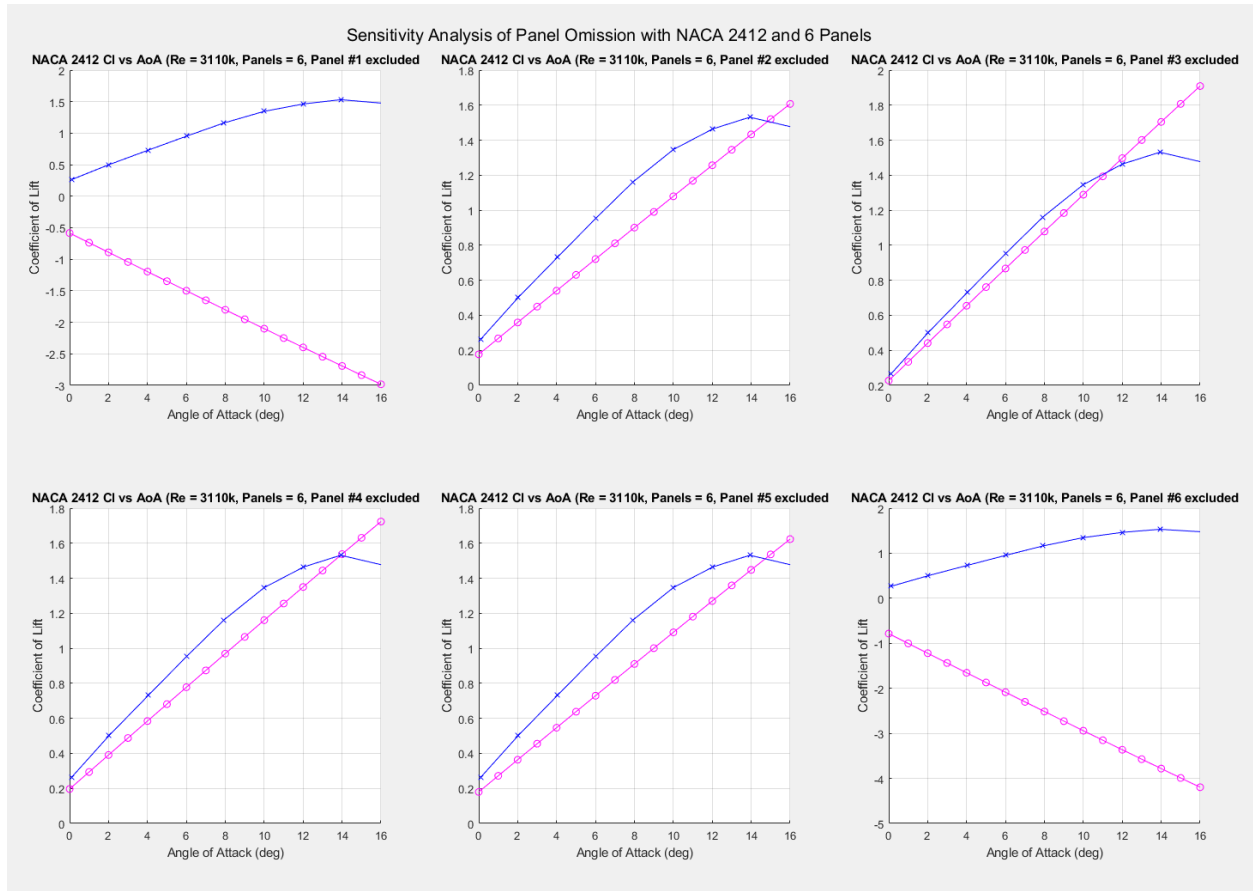 Sensitivity Analysis of Panel Omission with NACA 2412 and 6 Panels
NACA 2412 Cl vs AoA (Re = 3110k, Panels = 6, Panel #1 excluded
2
1.5
1
0.5
0
-0.5
-1
-1.5
-2
-2.5
-3
Coefficient of Lift
0 2 4 6 8 10 12 14 16
Angle of Attack (deg)
NACA 2412 Cl vs AoA (Re = 3110k, Panels = 6, Panel #2 excluded
1.8
1.6
1.4
1.2
1
0.8
0.6
0.4
0.2
0
Coefficient of Lift
0 2 4 6 8 10 12 14 16
Angle of Attack (deg)
NACA 2412 Cl vs AoA (Re = 3110k, Panels = 6, Panel #3 excluded
2
1.8
1.6
1.4
1.2
1
0.8
0.6
0.4
0.2
Coefficient of Lift
0 2 4 6 8 10 12 14 16
Angle of Attack (deg)
NACA 2412 Cl vs AoA (Re = 3110k, Panels = 6, Panel #4 excluded
1.8
1.6
1.4
1.2
1
0.8
0.6
0.4
0.2
0
Coefficient of Lift
0 2 4 6 8 10 12 14 16
Angle of Attack (deg)
NACA 2412 Cl vs AoA (Re = 3110k, Panels = 6, Panel #5 excluded
1.8
1.6
1.4
1.2
1
0.8
0.6
0.4
0.2
0
Coefficient of Lift
0 2 4 6 8 10 12 14 16
Angle of Attack (deg)
NACA 2412 Cl vs AoA (Re = 3110k, Panels = 6, Panel #6 excluded
2
1
0
-1
-2
-3
-4
-5
Coefficient of Lift
0 2 4 6 8 10 12 14 16
Angle of Attack (deg)